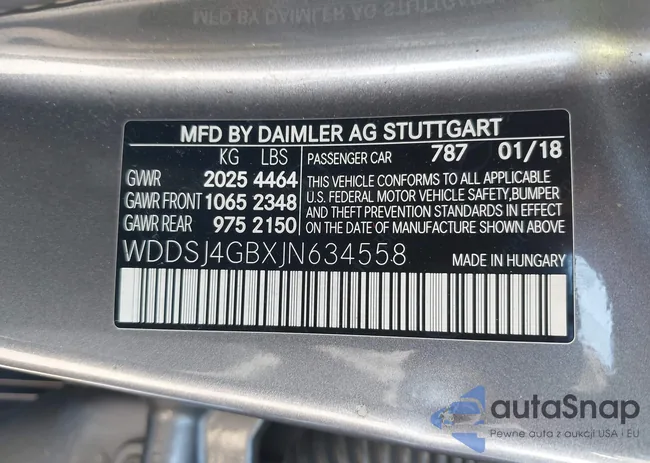 MFD BY DAIMLER AG STUTTGART
KG LBS
GVWR 2025 4464
GAWR FRONT 1065 2348
GAWR REAR 975 2150
PASSENGER CAR 787 01/18
THIS VEHICLE CONFORMS TO ALL APPLICABLE
U.S. FEDERAL MOTOR VEHICLE SAFETY,BUMPER
AND THEFT PREVENTION STANDARDS IN EFFECT
ON THE DATE OF MANUFACTURE SHOWN ABOVE
WDDSJ4GBXJN634558
MADE IN HUNGARY
autoSnap
Pewne auta z aukcji USA i EU